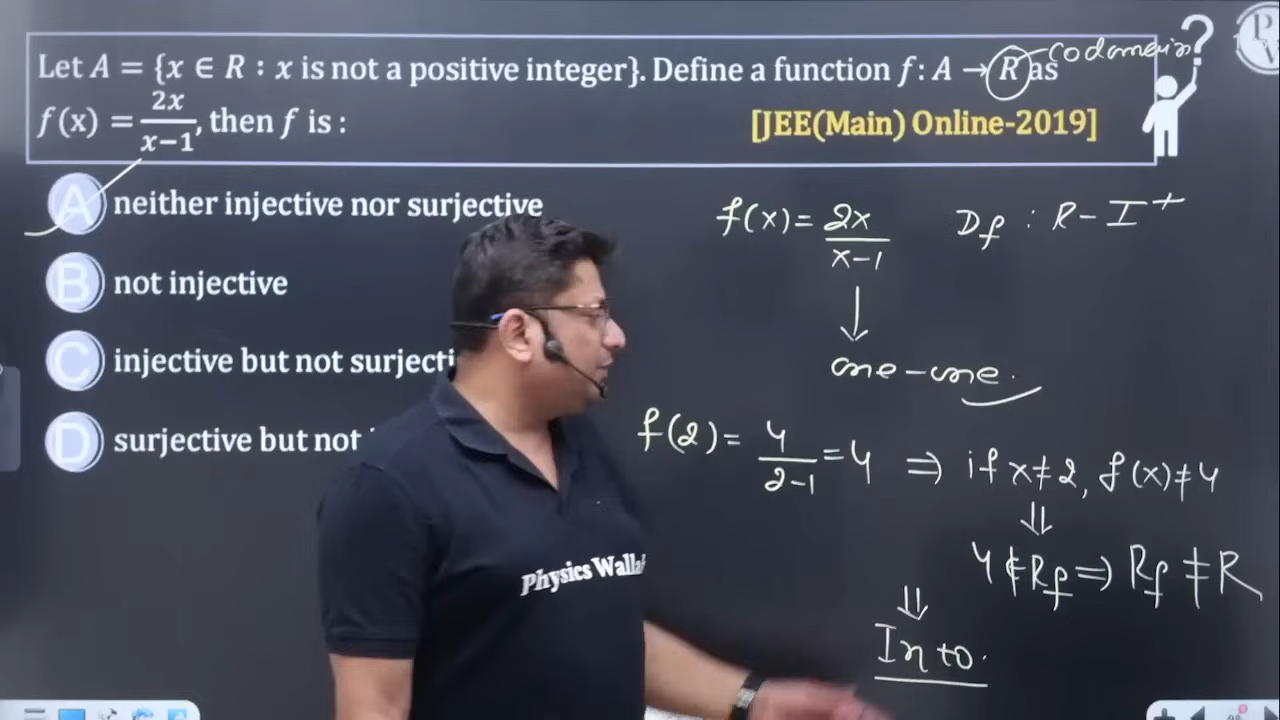 Let A = {x ∈ R : x is not a positive integer}. Define a function f: A → R as
codomain
f(x) = 2x/x−1, then f is :
[JEE(Main) Online-2019]
A neither injective nor surjective
B not injective
C injective but not surjecti
D surjective but not
f(x) = 2x/x−1 Df : R − I⁺
↓
one-one.
f(2) = 4/2−1 = 4 ⇒ if x≠2, f(x)≠4
⇓
4 ∉ Rf ⇒ Rf ≠ R
⇓
Into.
Physics Wallah
?